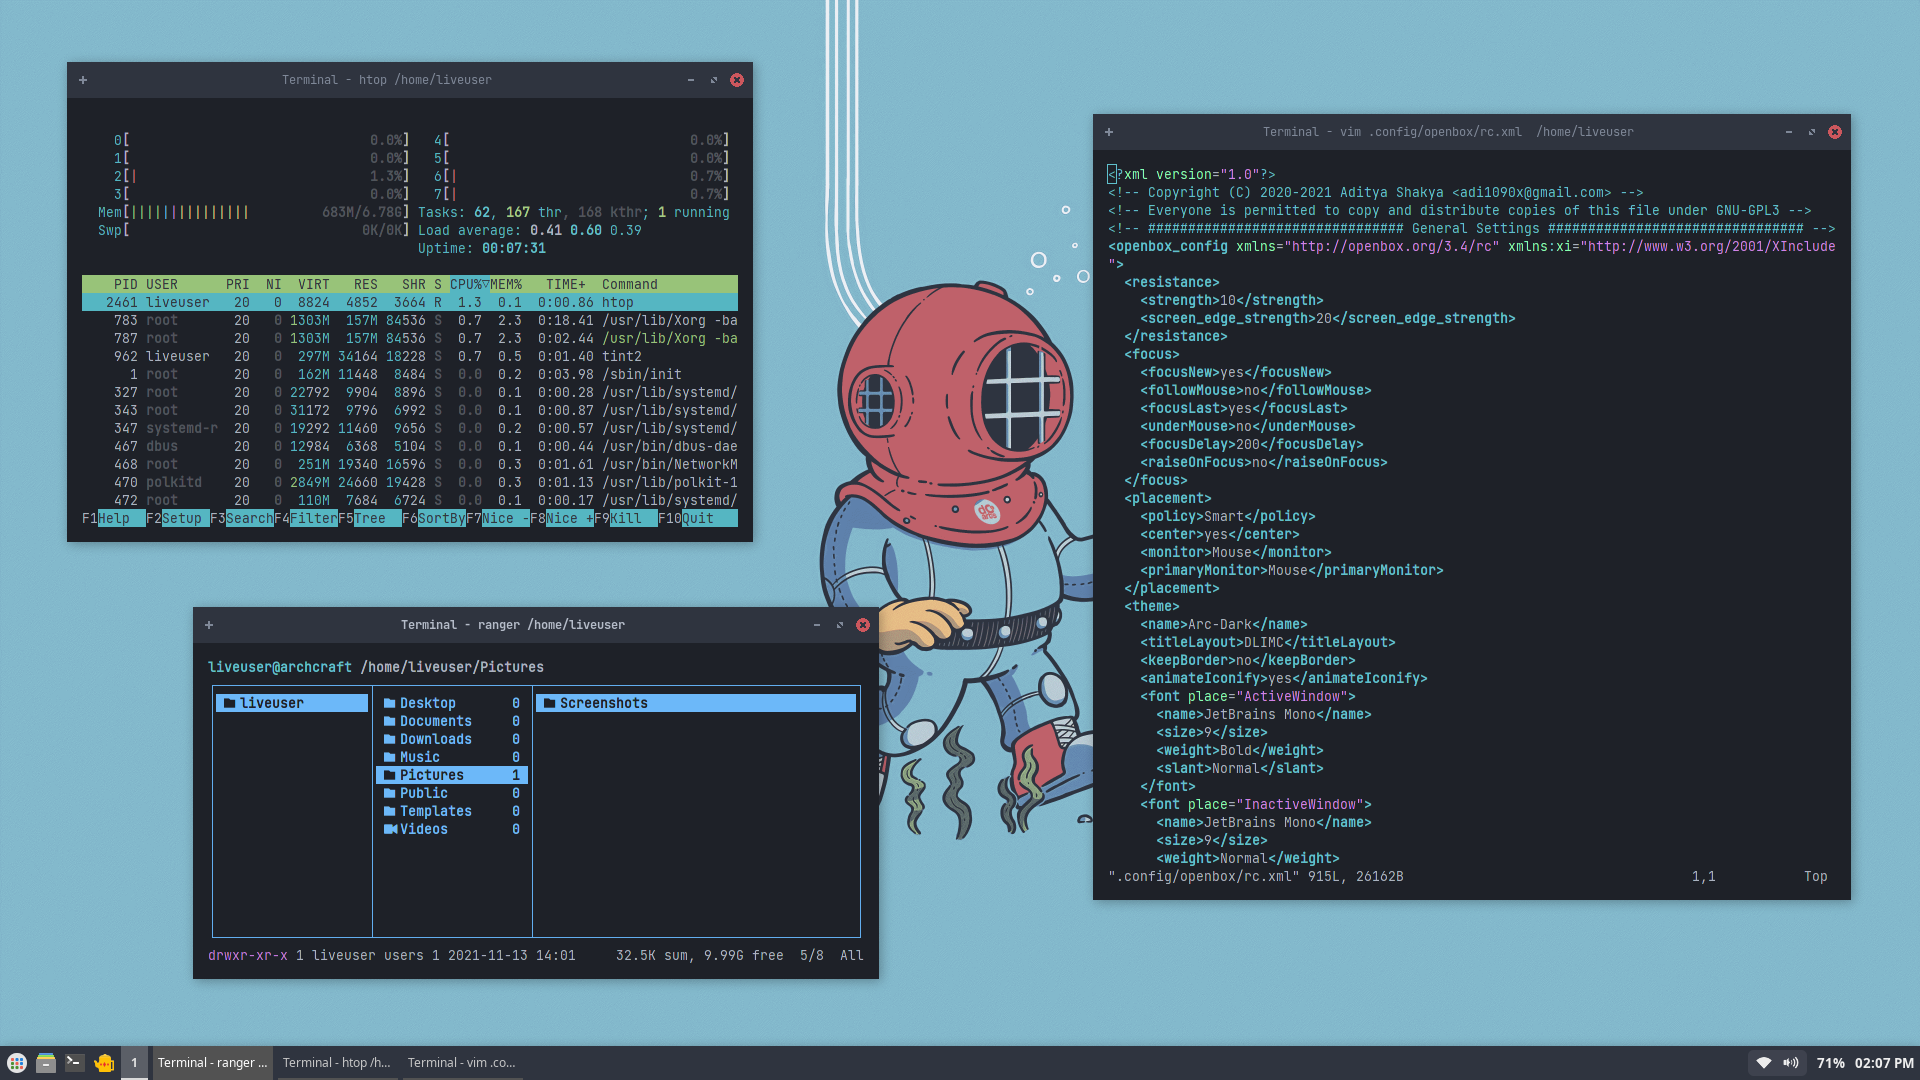 Terminal - htop /home/liveuser
0[ 0.0%] 4[ 0.0%]
1[ 0.0%] 5[ 0.0%]
2[| 1.3%] 6[| 0.7%]
3[ 0.0%] 7[| 0.7%]
Mem[||||||||||||||| 683M/6.78G] Tasks: 62, 167 thr, 168 kthr; 1 running
Swp[ 0K/0K] Load average: 0.41 0.60 0.39
Uptime: 00:07:31
PID USER PRI NI VIRT RES SHR S CPU%▽MEM% TIME+ Command
2461 liveuser 20 0 8824 4852 3664 R 1.3 0.1 0:00.86 htop
783 root 20 0 1303M 157M 84536 S 0.7 2.3 0:18.41 /usr/lib/Xorg -ba
787 root 20 0 1303M 157M 84536 S 0.7 2.3 0:02.44 /usr/lib/Xorg -ba
962 liveuser 20 0 297M 34164 18228 S 0.7 0.5 0:01.40 tint2
1 root 20 0 162M 11448 8484 S 0.0 0.2 0:03.98 /sbin/init
327 root 20 0 22792 9904 8896 S 0.0 0.1 0:00.28 /usr/lib/systemd/
343 root 20 0 31172 9796 6992 S 0.0 0.1 0:00.87 /usr/lib/systemd/
347 systemd-r 20 0 19292 11460 9656 S 0.0 0.2 0:00.57 /usr/lib/systemd/
467 dbus 20 0 12984 6368 5104 S 0.0 0.1 0:00.44 /usr/bin/dbus-dae
468 root 20 0 251M 19340 16596 S 0.0 0.3 0:01.61 /usr/bin/NetworkM
470 polkitd 20 0 2849M 24660 19428 S 0.0 0.3 0:01.13 /usr/lib/polkit-1
472 root 20 0 110M 7684 6724 S 0.0 0.1 0:00.17 /usr/lib/systemd/
F1Help F2Setup F3SearchF4FilterF5Tree F6SortByF7Nice -F8Nice +F9Kill F10Quit
Terminal - ranger /home/liveuser
liveuser@archcraft /home/liveuser/Pictures
liveuser Desktop 0 Screenshots
Documents 0
Downloads 0
Music 0
Pictures 1
Public 0
Templates 0
Videos 0
drwxr-xr-x 1 liveuser users 1 2021-11-13 14:01 32.5K sum, 9.99G free 5/8 All
Terminal - vim .config/openbox/rc.xml /home/liveuser
<?xml version="1.0"?>
<!-- Copyright (C) 2020-2021 Aditya Shakya <adi1090x@gmail.com> -->
<!-- Everyone is permitted to copy and distribute copies of this file under GNU-GPL3 -->
<!-- ################################ General Settings ################################ -->
<openbox_config xmlns="http://openbox.org/3.4/rc" xmlns:xi="http://www.w3.org/2001/XInclude
">
<resistance>
<strength>10</strength>
<screen_edge_strength>20</screen_edge_strength>
</resistance>
<focus>
<focusNew>yes</focusNew>
<followMouse>no</followMouse>
<focusLast>yes</focusLast>
<underMouse>no</underMouse>
<focusDelay>200</focusDelay>
<raiseOnFocus>no</raiseOnFocus>
</focus>
<placement>
<policy>Smart</policy>
<center>yes</center>
<monitor>Mouse</monitor>
<primaryMonitor>Mouse</primaryMonitor>
</placement>
<theme>
<name>Arc-Dark</name>
<titleLayout>DLIMC</titleLayout>
<keepBorder>no</keepBorder>
<animateIconify>yes</animateIconify>
<font place="ActiveWindow">
<name>JetBrains Mono</name>
<size>9</size>
<weight>Bold</weight>
<slant>Normal</slant>
</font>
<font place="InactiveWindow">
<name>JetBrains Mono</name>
<size>9</size>
<weight>Normal</weight>
".config/openbox/rc.xml" 915L, 26162B 1,1 Top
1 Terminal - ranger ... Terminal - htop /h... Terminal - vim .co... 71% 02:07 PM